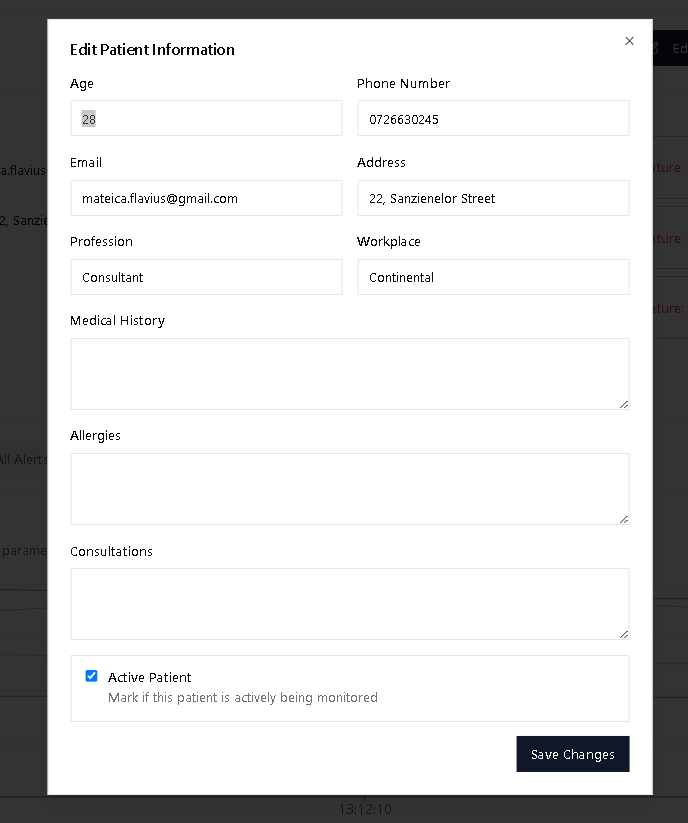 Edit Patient Information
Ed
Age
Phone Number
28
0726630245
ature:
a.flavius
Email
Address
mateica.flavius@gmail.com
22, Sanzienelor Street
2, Sanzie
ature:
Profession
Workplace
Consultant
Continental
ature:
Medical History
Allergies
All Alerts
Consultations
parame
Active Patient
Mark if this patient is actively being monitored
Save Changes
13:12:10